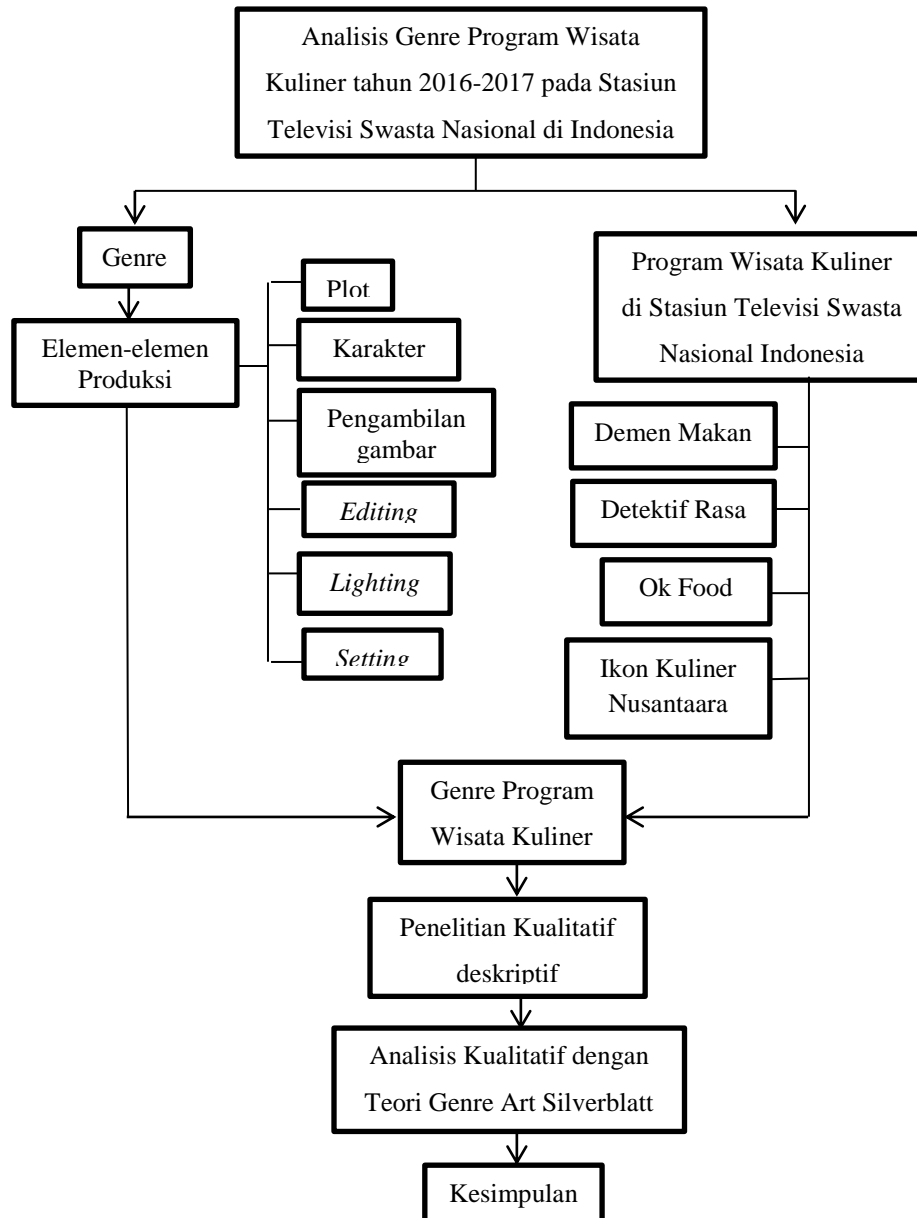 Analisis Genre Program Wisata
Kuliner tahun 2016-2017 pada Stasiun
Televisi Swasta Nasional di Indonesia
Genre
Elemen-elemen
Produksi
Plot
Karakter
Pengambilan
gambar
Editing
Lighting
Setting
Program Wisata Kuliner
di Stasiun Televisi Swasta
Nasional Indonesia
Demen Makan
Detektif Rasa
Ok Food
Ikon Kuliner
Nusantaara
Genre Program
Wisata Kuliner
Penelitian Kualitatif
deskriptif
Analisis Kualitatif dengan
Teori Genre Art Silverblatt
Kesimpulan